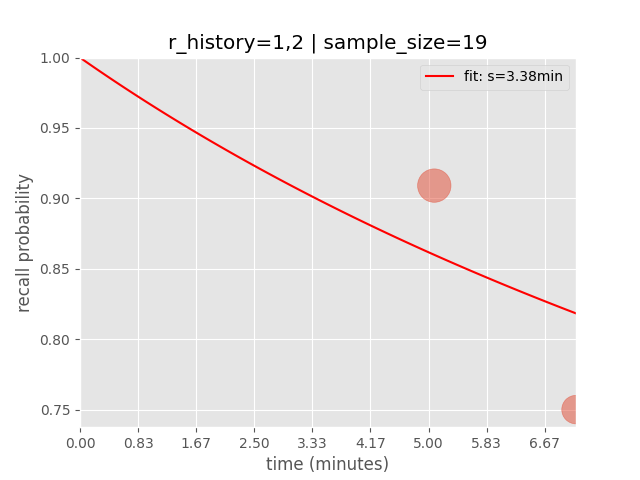 r_history=1,2 | sample_size=19
fit: s=3.38min
1.00
0.95
0.90
0.85
0.80
0.75
recall probability
0.00 0.83 1.67 2.50 3.33 4.17 5.00 5.83 6.67
time (minutes)